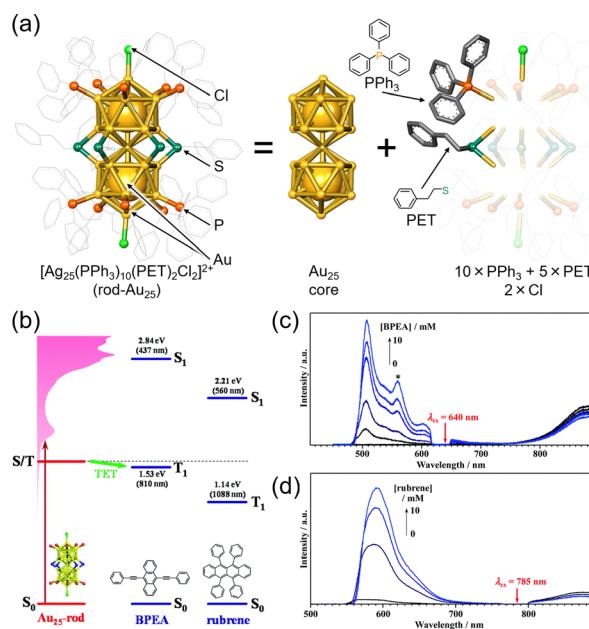 (a)
Cl
S
P
Au
[Ag₂₅(PPh₃)₁₀(PET)₂Cl₂]²⁺
(rod-Au₂₅)
=
Au₂₅
core
+
P
PPh₃
S
PET
10 × PPh₃ + 5 × PET
2 × Cl
(b)
2.84 eV
(437 nm)
S₁
2.21 eV
(560 nm)
S₁
S/T
TET
T₁
1.53 eV
(810 nm)
1.14 eV
(1088 nm)
T₁
S₀
S₀
S₀
Au₂₅-rod
BPEA
rubrene
(c)
[BPEA] / mM
10
0
*
λex = 640 nm
Intensity / a.u.
500
600
700
800
Wavelength / nm
(d)
[rubrene]
/ mM
10
0
λex = 785 nm
Intensity / a.u.
500
600
700
800
Wavelength / nm